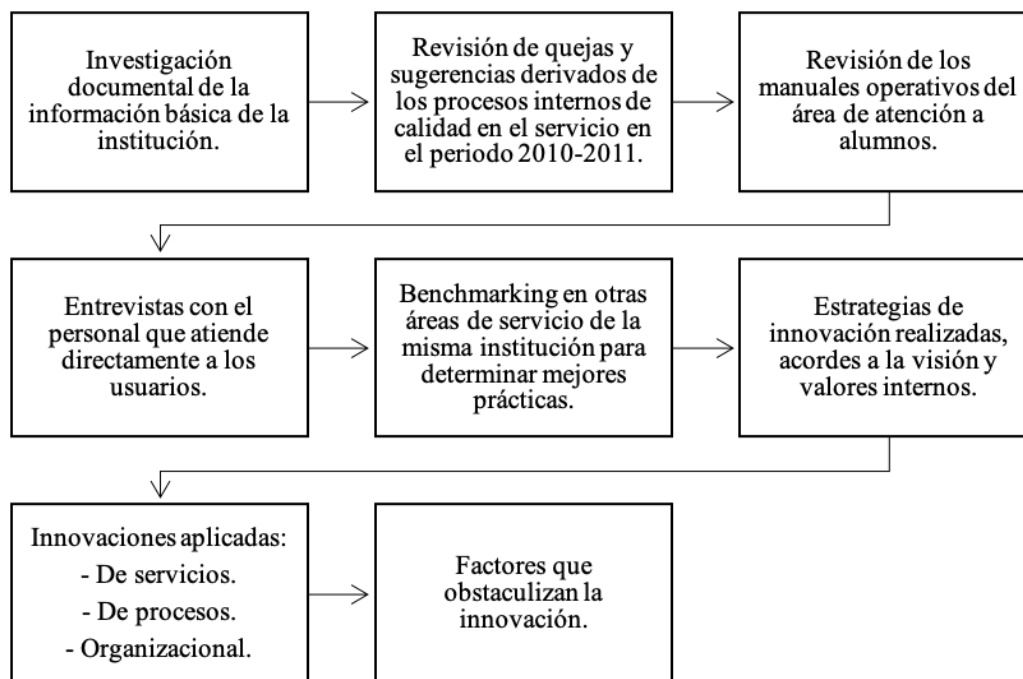 Investigación
documental de la
información básica de la
institución.
Revisión de quejas y
sugerencias derivados de
los procesos internos de
calidad en el servicio en
el periodo 2010-2011.
Revisión de los
manuales operativos del
área de atención a
alumnos.
Entrevistas con el
personal que atiende
directamente a los
usuarios.
Benchmarking en otras
áreas de servicio de la
misma institución para
determinar mejores
prácticas.
Estrategias de
innovación realizadas,
acordes a la visión y
valores internos.
Innovaciones aplicadas:
- De servicios.
- De procesos.
- Organizacional.
Factores que
obstaculizan la
innovación.